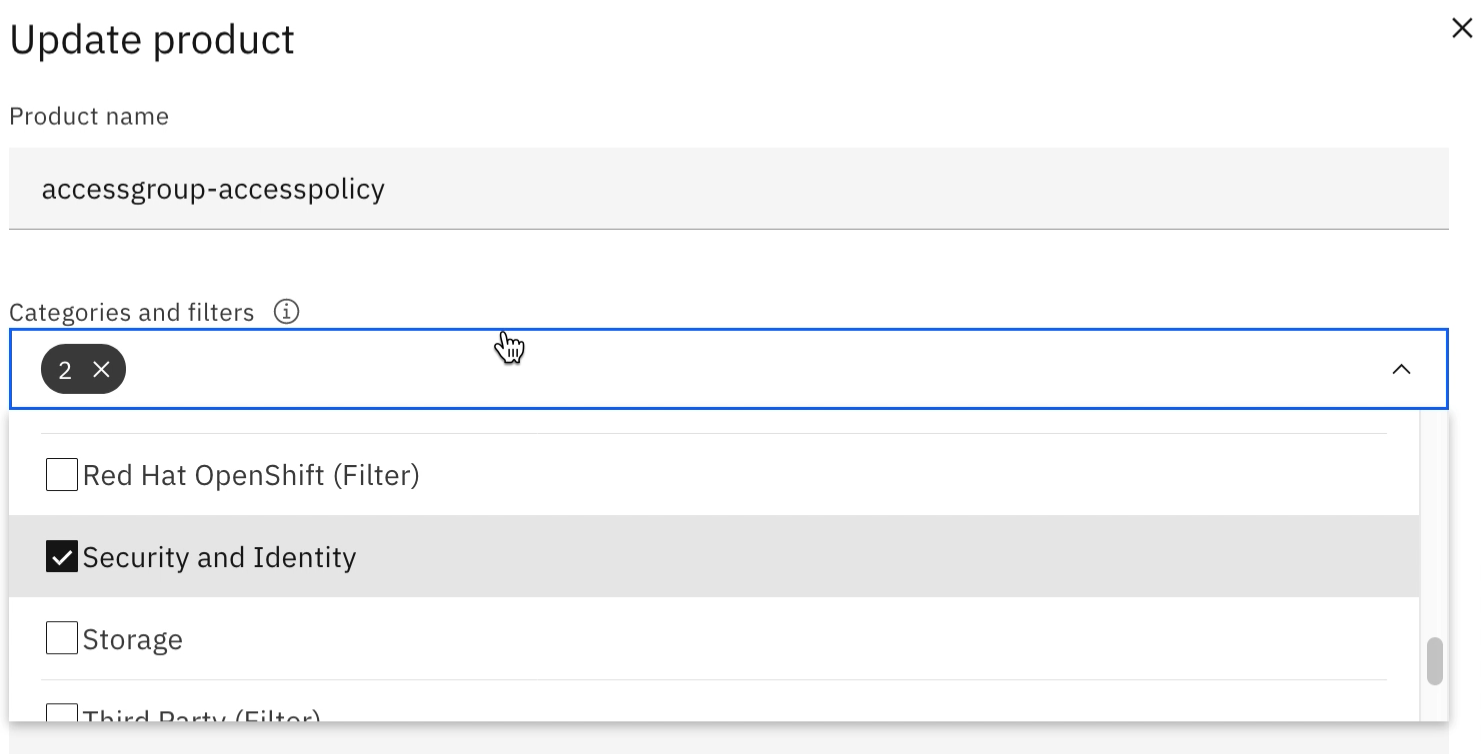 Update product
Product name
accessgroup-accesspolicy
Categories and filters
2
Red Hat OpenShift (Filter)
Security and Identity
Storage
Third Party (Filter)